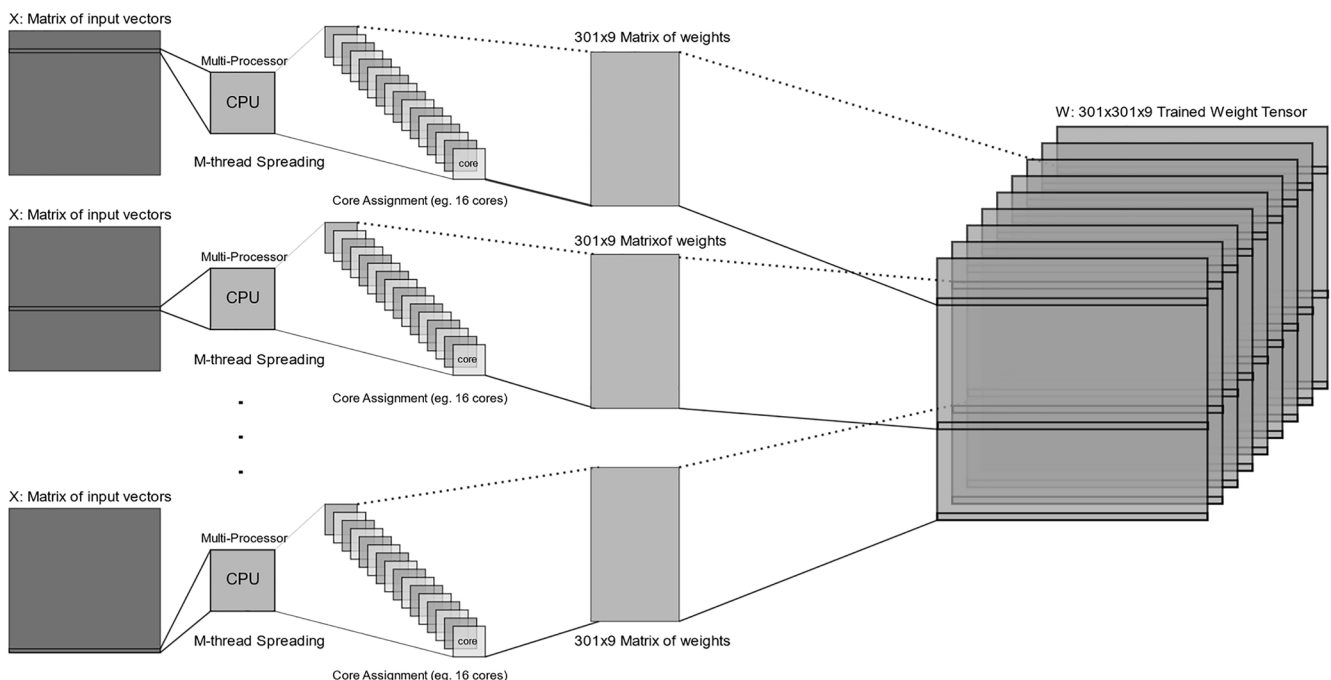 X: Matrix of input vectors
301x9 Matrix of weights
Multi-Processor
CPU
core
M-thread Spreading
Core Assignment (eg. 16 cores)
W: 301x301x9 Trained Weight Tensor
X: Matrix of input vectors
301x9 Matrixof weights
Multi-Processor
CPU
core
M-thread Spreading
Core Assignment (eg. 16 cores)
X: Matrix of input vectors
Multi-Processor
CPU
core
M-thread Spreading
301x9 Matrix of weights
Core Assignment (eg. 16 cores)